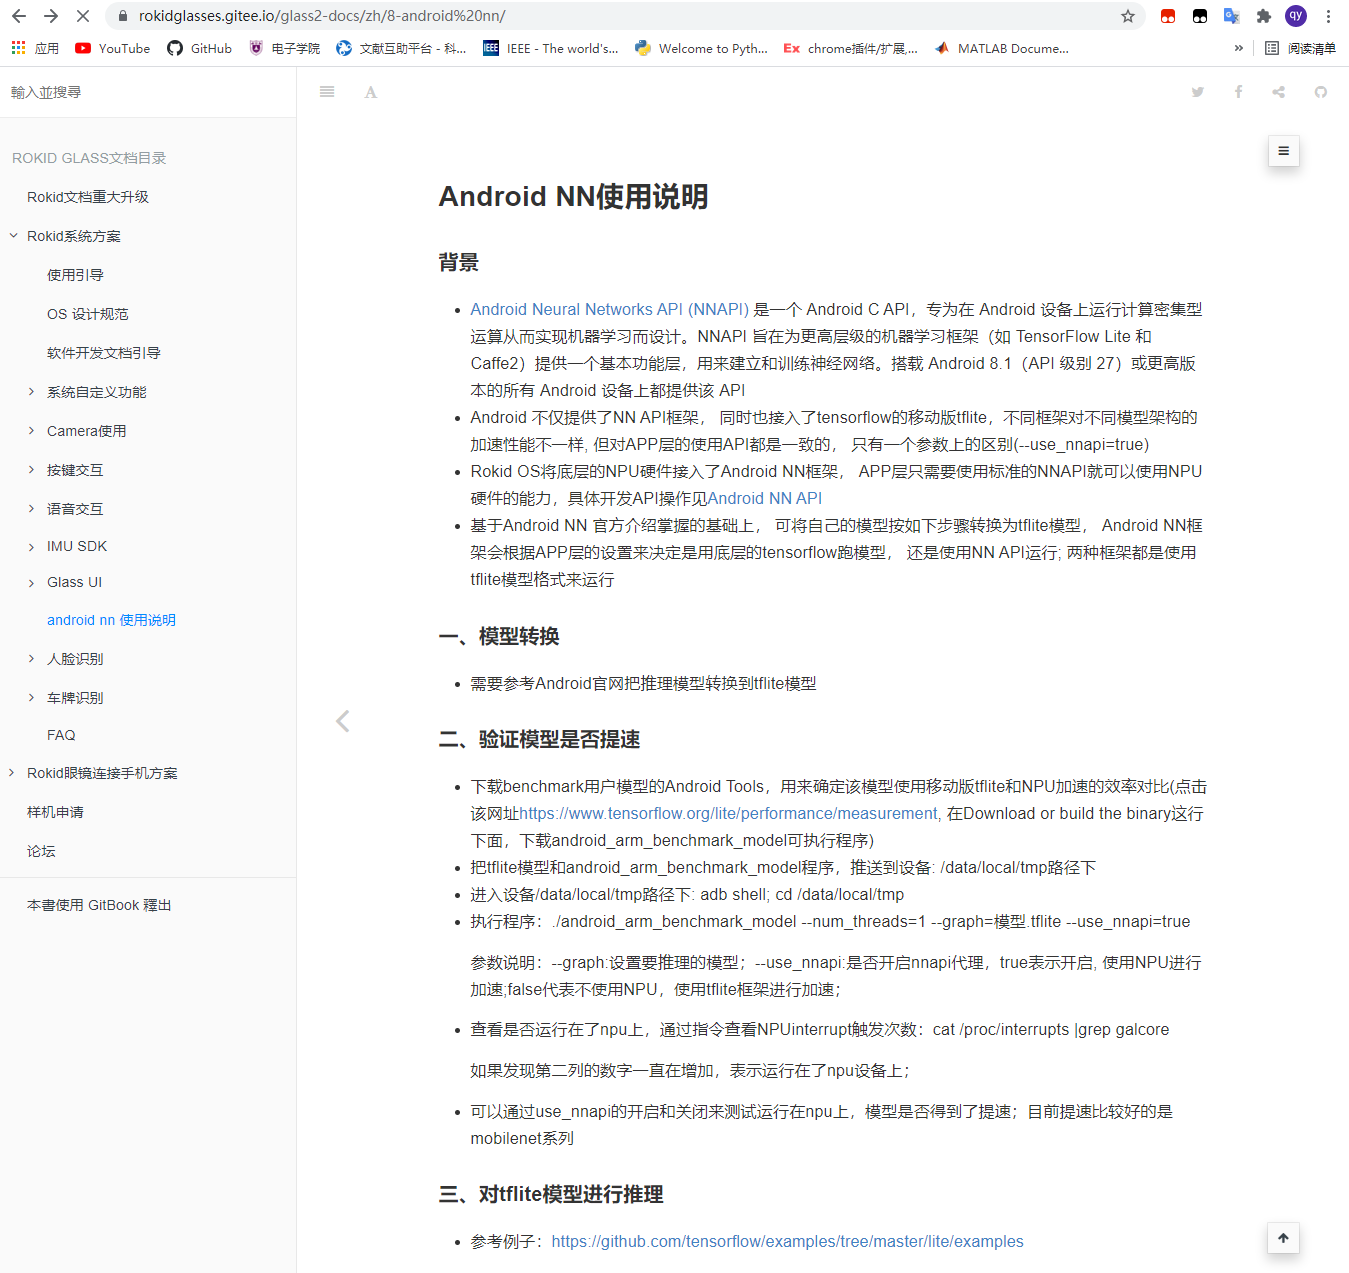 rokidglasses.gitee.io/glass2-docs/zh/8-android%20nn/
qy
应用
YouTube
GitHub
电子学院
文献互助平台 - 科...
IEEE
IEEE - The world's...
Welcome to Pyth...
Ex
chrome插件/扩展,...
MATLAB Docume...
»
阅读清单
輸入並搜尋
A
ROKID GLASS文档目录
Rokid文档重大升级
Rokid系统方案
使用引导
OS 设计规范
软件开发文档引导
系统自定义功能
Camera使用
按键交互
语音交互
IMU SDK
Glass UI
android nn 使用说明
人脸识别
车牌识别
FAQ
Rokid眼镜连接手机方案
样机申请
论坛
本書使用 GitBook 釋出
Android NN使用说明
背景
• Android Neural Networks API (NNAPI) 是一个 Android C API，专为在 Android 设备上运行计算密集型
运算从而实现机器学习而设计。NNAPI 旨在为更高层级的机器学习框架（如 TensorFlow Lite 和
Caffe2）提供一个基本功能层，用来建立和训练神经网络。搭载 Android 8.1（API 级别 27）或更高版
本的所有 Android 设备上都提供该 API
• Android 不仅提供了NN API框架， 同时也接入了tensorflow的移动版tflite，不同框架对不同模型架构的
加速性能不一样, 但对APP层的使用API都是一致的， 只有一个参数上的区别(--use_nnapi=true)
• Rokid OS将底层的NPU硬件接入了Android NN框架， APP层只需要使用标准的NNAPI就可以使用NPU
硬件的能力，具体开发API操作见Android NN API
• 基于Android NN 官方介绍掌握的基础上， 可将自己的模型按如下步骤转换为tflite模型， Android NN框
架会根据APP层的设置来决定是用底层的tensorflow跑模型， 还是使用NN API运行; 两种框架都是使用
tflite模型格式来运行
一、模型转换
• 需要参考Android官网把推理模型转换到tflite模型
二、验证模型是否提速
• 下载benchmark用户模型的Android Tools，用来确定该模型使用移动版tflite和NPU加速的效率对比(点击
该网址https://www.tensorflow.org/lite/performance/measurement, 在Download or build the binary这行
下面，下载android_arm_benchmark_model可执行程序)
• 把tflite模型和android_arm_benchmark_model程序，推送到设备: /data/local/tmp路径下
• 进入设备/data/local/tmp路径下: adb shell; cd /data/local/tmp
• 执行程序：./android_arm_benchmark_model --num_threads=1 --graph=模型.tflite --use_nnapi=true
参数说明：--graph:设置要推理的模型；--use_nnapi:是否开启nnapi代理，true表示开启, 使用NPU进行
加速;false代表不使用NPU，使用tflite框架进行加速；
• 查看是否运行在了npu上，通过指令查看NPUinterrupt触发次数：cat /proc/interrupts |grep galcore
如果发现第二列的数字一直在增加，表示运行在了npu设备上；
• 可以通过use_nnapi的开启和关闭来测试运行在npu上，模型是否得到了提速；目前提速比较好的是
mobilenet系列
三、对tflite模型进行推理
• 参考例子：https://github.com/tensorflow/examples/tree/master/lite/examples